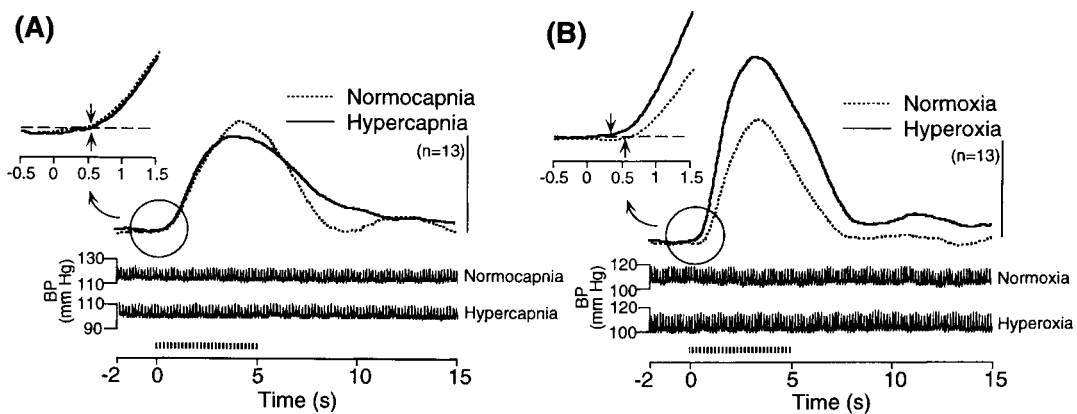 (A)
Normocapnia
Hypercapnia
(n=13)
-0.5 0 0.5 1 1.5
BP
(mm Hg)
130
110
Normocapnia
110
90
Hypercapnia
-2 0 5 10 15
Time (s)
(B)
Normoxia
Hyperoxia
(n=13)
-0.5 0 0.5 1 1.5
BP
(mm Hg)
120
100
Normoxia
120
100
Hyperoxia
-2 0 5 10 15
Time (s)